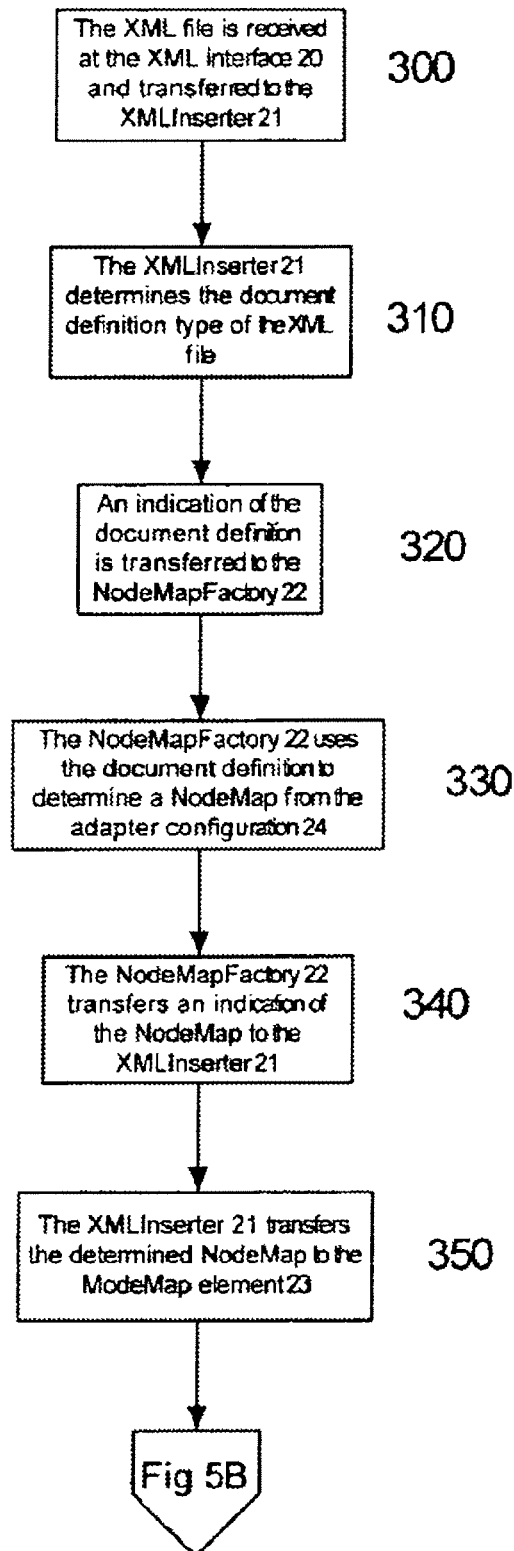 The XML file is received
at the XML interface 20
and transferred to the
XMLInserter 21
300
The XMLInserter 21
determines the document
definition type of the XML
file
310
An indication of the
document definition
is transferred to the
NodeMapFactory 22
320
The NodeMapFactory 22 uses
the document definition to
determine a NodeMap from the
adapter configuration 24
330
The NodeMapFactory 22
transfers an indication of
the NodeMap to the
XMLInserter 21
340
The XMLInserter 21 transfers
the determined NodeMap to the
ModeMap element 23
350
Fig 5B